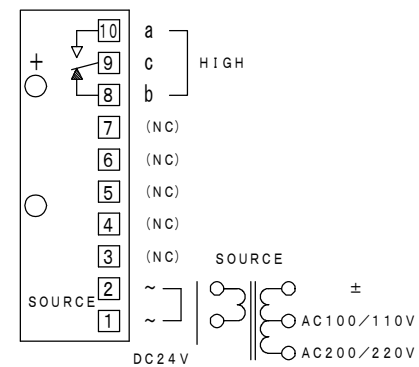 10 a
+ 9 c HIGH
8 b
7 (NC)
6 (NC)
5 (NC)
4 (NC)
3 (NC) SOURCE
SOURCE 2 ~ ±
1 ~ AC100/110V
DC24V AC200/220V